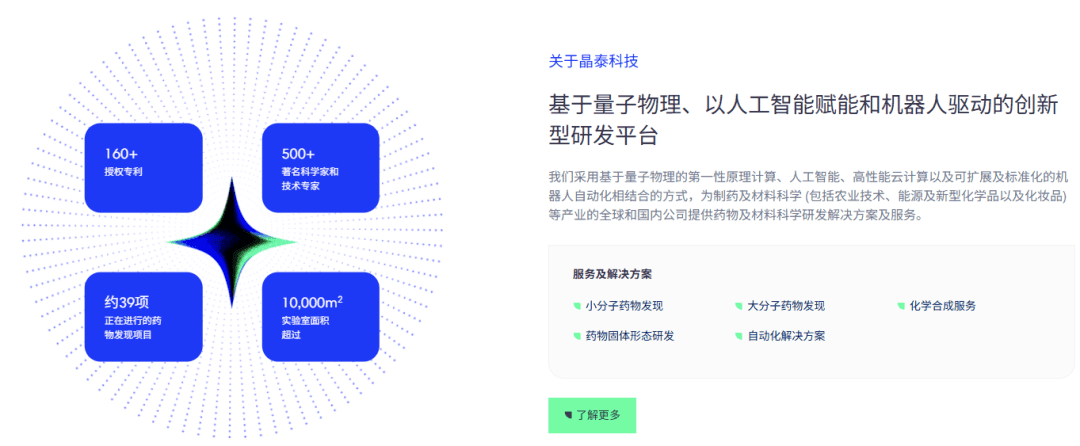 160+
授权专利
500+
著名科学家和
技术专家
约39项
正在进行的药
物发现项目
10,000m²
实验室面积
超过
关于晶泰科技
基于量子物理、以人工智能赋能和机器人驱动的创新
型研发平台
我们采用基于量子物理的第一性原理计算、人工智能、高性能云计算以及可扩展及标准化的机
器人自动化相结合的方式，为制药及材料科学 (包括农业技术、能源及新型化学品以及化妆品)
等产业的全球和国内公司提供药物及材料科学研发解决方案及服务。
服务及解决方案
小分子药物发现
大分子药物发现
化学合成服务
药物固体形态研发
自动化解决方案
了解更多